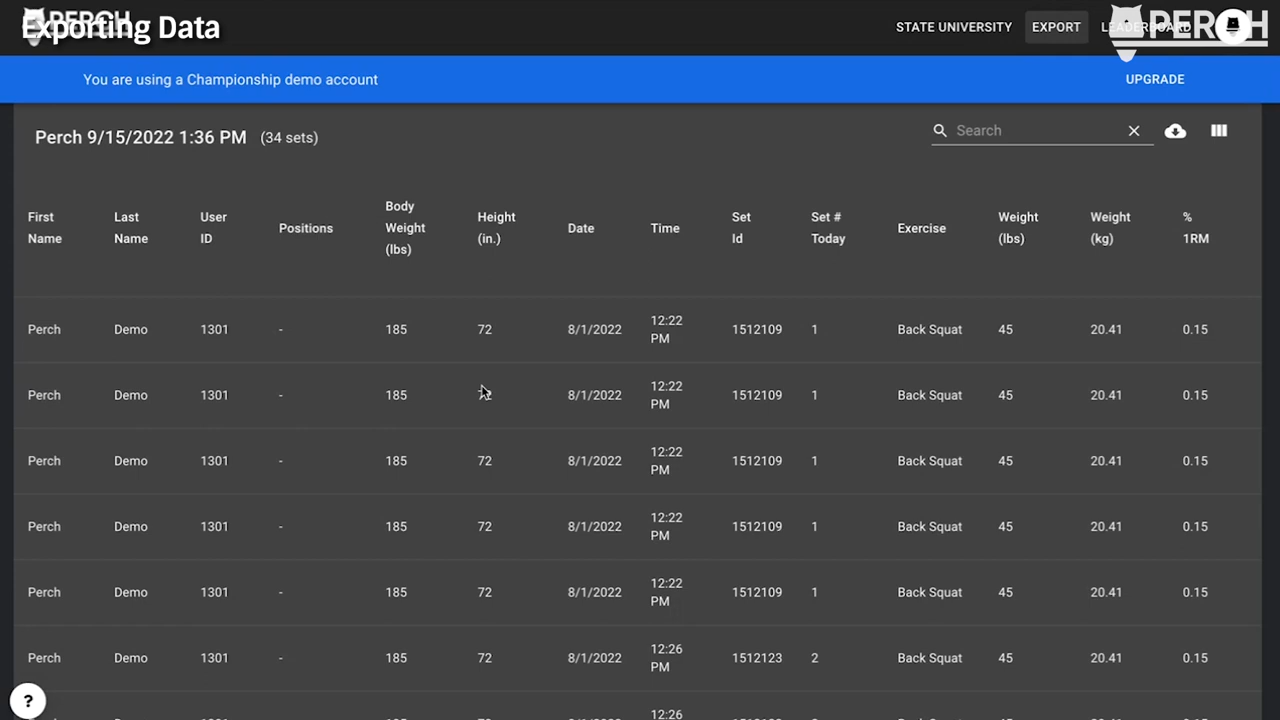 PERCH
Exporting Data
STATE UNIVERSITY EXPORT LEADERBOARD
PERCH
You are using a Championship demo account UPGRADE
Perch 9/15/2022 1:36 PM (34 sets) Search
First Name Last Name User ID Positions Body Weight (lbs) Height (in.) Date Time Set Id Set # Today Exercise Weight (lbs) Weight (kg) % 1RM
Perch Demo 1301 - 185 72 8/1/2022 12:22 PM 1512109 1 Back Squat 45 20.41 0.15
Perch Demo 1301 - 185 72 8/1/2022 12:22 PM 1512109 1 Back Squat 45 20.41 0.15
Perch Demo 1301 - 185 72 8/1/2022 12:22 PM 1512109 1 Back Squat 45 20.41 0.15
Perch Demo 1301 - 185 72 8/1/2022 12:22 PM 1512109 1 Back Squat 45 20.41 0.15
Perch Demo 1301 - 185 72 8/1/2022 12:22 PM 1512109 1 Back Squat 45 20.41 0.15
Perch Demo 1301 - 185 72 8/1/2022 12:26 PM 1512123 2 Back Squat 45 20.41 0.15
12:26
?